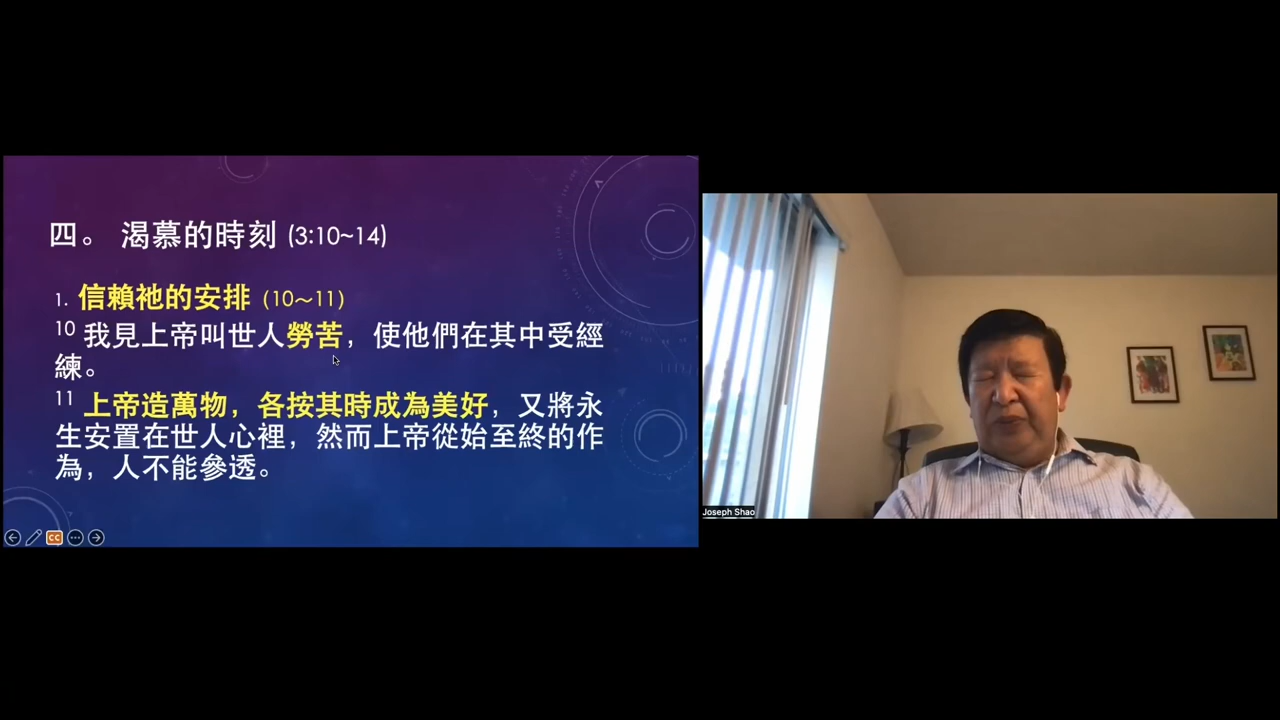 四。 渴慕的時刻 (3:10~14)
1. 信賴祂的安排 (10～11)
10 我見上帝叫世人勞苦，使他們在其中受經
練。
11 上帝造萬物，各按其時成為美好，又將永
生安置在世人心裡，然而上帝從始至終的作
為，人不能參透。
CC
Joseph Shao